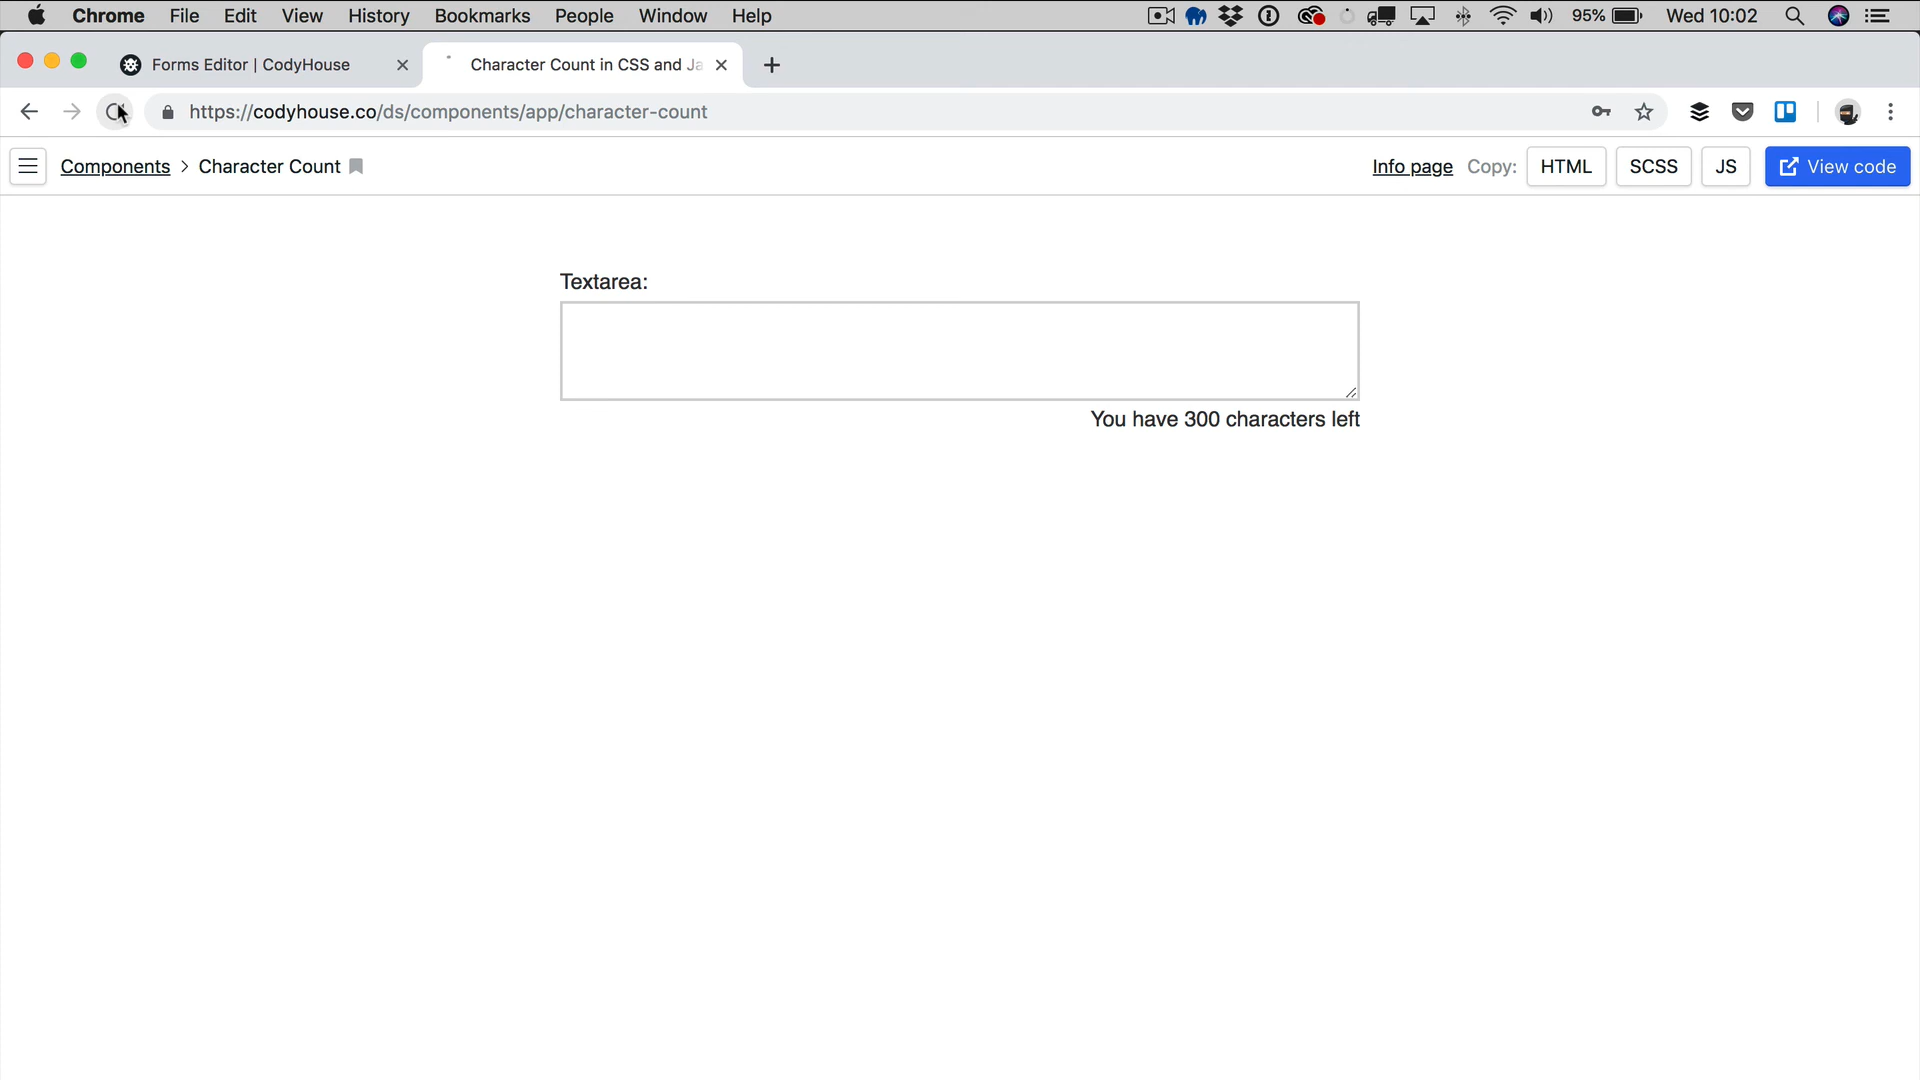 Chrome File Edit View History Bookmarks People Window Help 95% Wed 10:02
Forms Editor | CodyHouse
Character Count in CSS and Ja
https://codyhouse.co/ds/components/app/character-count
Components > Character Count
Info page Copy: HTML SCSS JS View code
Textarea:
You have 300 characters left